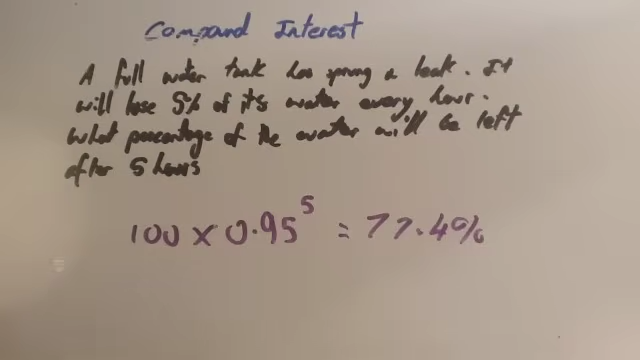 Compound Interest
A full water tank has sprung a leak. It
will lose 5% of it's water every hour.
What percentage of the water will be left
after 5 hours
100 x 0.95⁵ = 77.4%